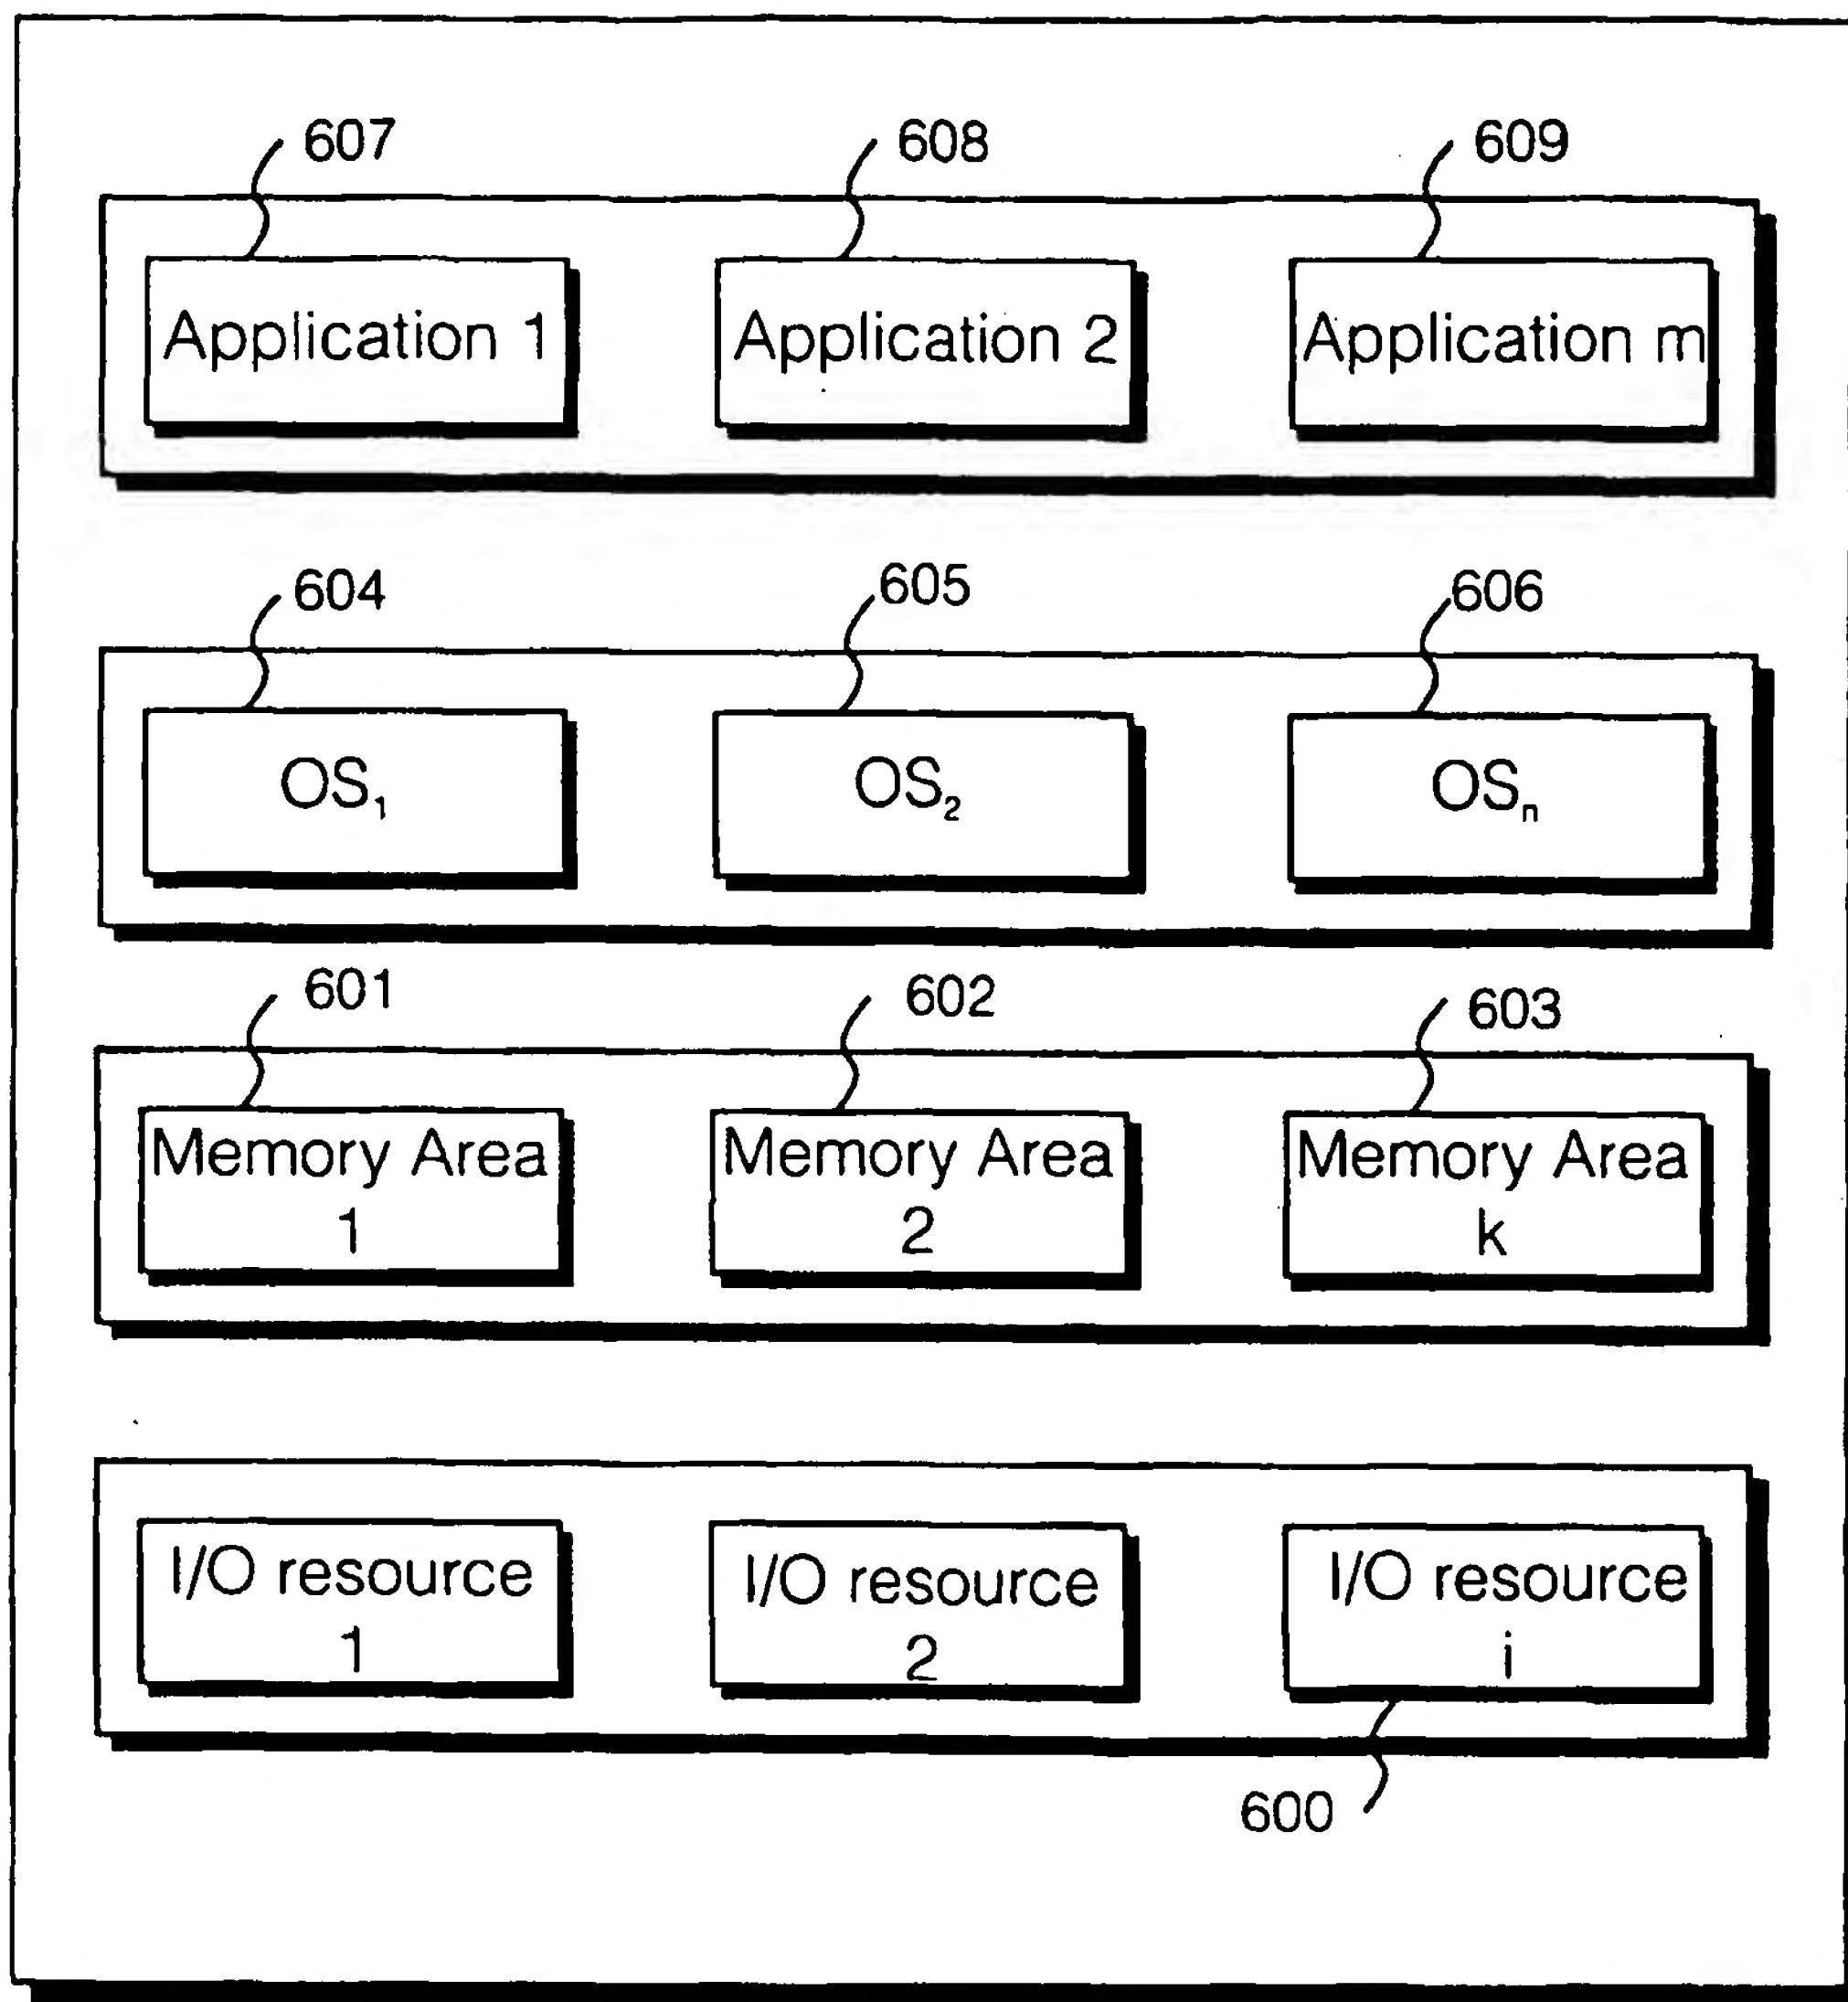 607 608 609
Application 1 Application 2 Application m
604 605 606
OS₁ OS₂ OSₙ
601 602 603
Memory Area Memory Area Memory Area
1 2 k
I/O resource I/O resource I/O resource
1 2 i
600